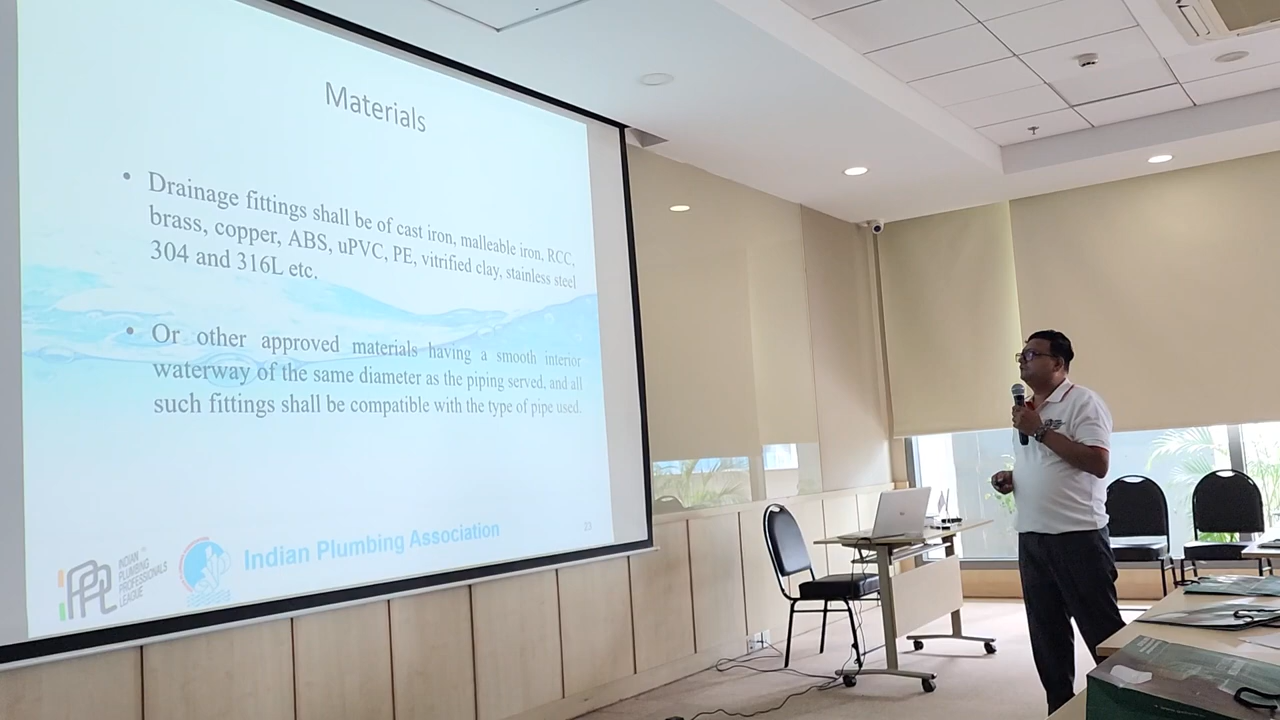 Materials
• Drainage fittings shall be of cast iron, malleable iron, RCC,
brass, copper, ABS, uPVC, PE, vitrified clay, stainless steel
304 and 316L etc.
• Or other approved materials having a smooth interior
waterway of the same diameter as the piping served, and all
such fittings shall be compatible with the type of pipe used.
INDIAN
PLUMBING
PROFESSIONALS
LEAGUE
Indian Plumbing Association
23